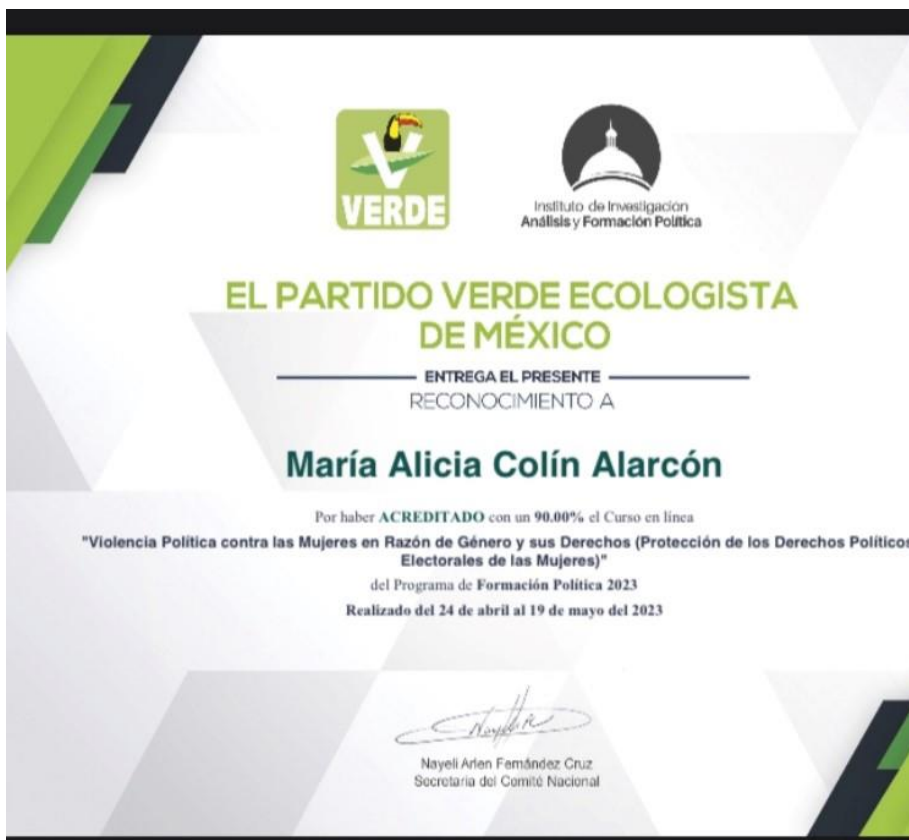 VERDE
Instituto de Investigación
Análisis y Formación Política
EL PARTIDO VERDE ECOLOGISTA
DE MÉXICO
ENTREGA EL PRESENTE
RECONOCIMIENTO A
María Alicia Colín Alarcón
Por haber ACREDITADO con un 90.00% el Curso en línea
"Violencia Política contra las Mujeres en Razón de Género y sus Derechos (Protección de los Derechos Políticos
Electorales de las Mujeres)"
del Programa de Formación Política 2023
Realizado del 24 de abril al 19 de mayo del 2023
Nayeli Arlen Fernández Cruz
Secretaria del Comité Nacional